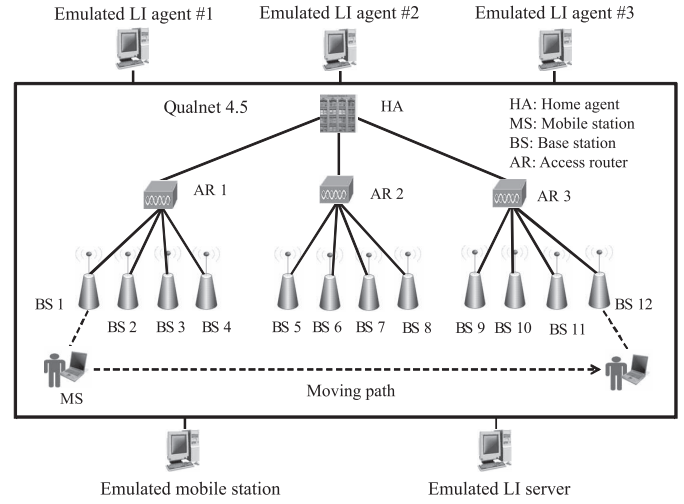 Emulated LI agent #1
Emulated LI agent #2
Emulated LI agent #3
Qualnet 4.5
HA
HA: Home agent
MS: Mobile station
BS: Base station
AR: Access router
AR 1
AR 2
AR 3
BS 1
BS 2
BS 3
BS 4
BS 5
BS 6
BS 7
BS 8
BS 9
BS 10
BS 11
BS 12
MS
Moving path
Emulated mobile station
Emulated LI server